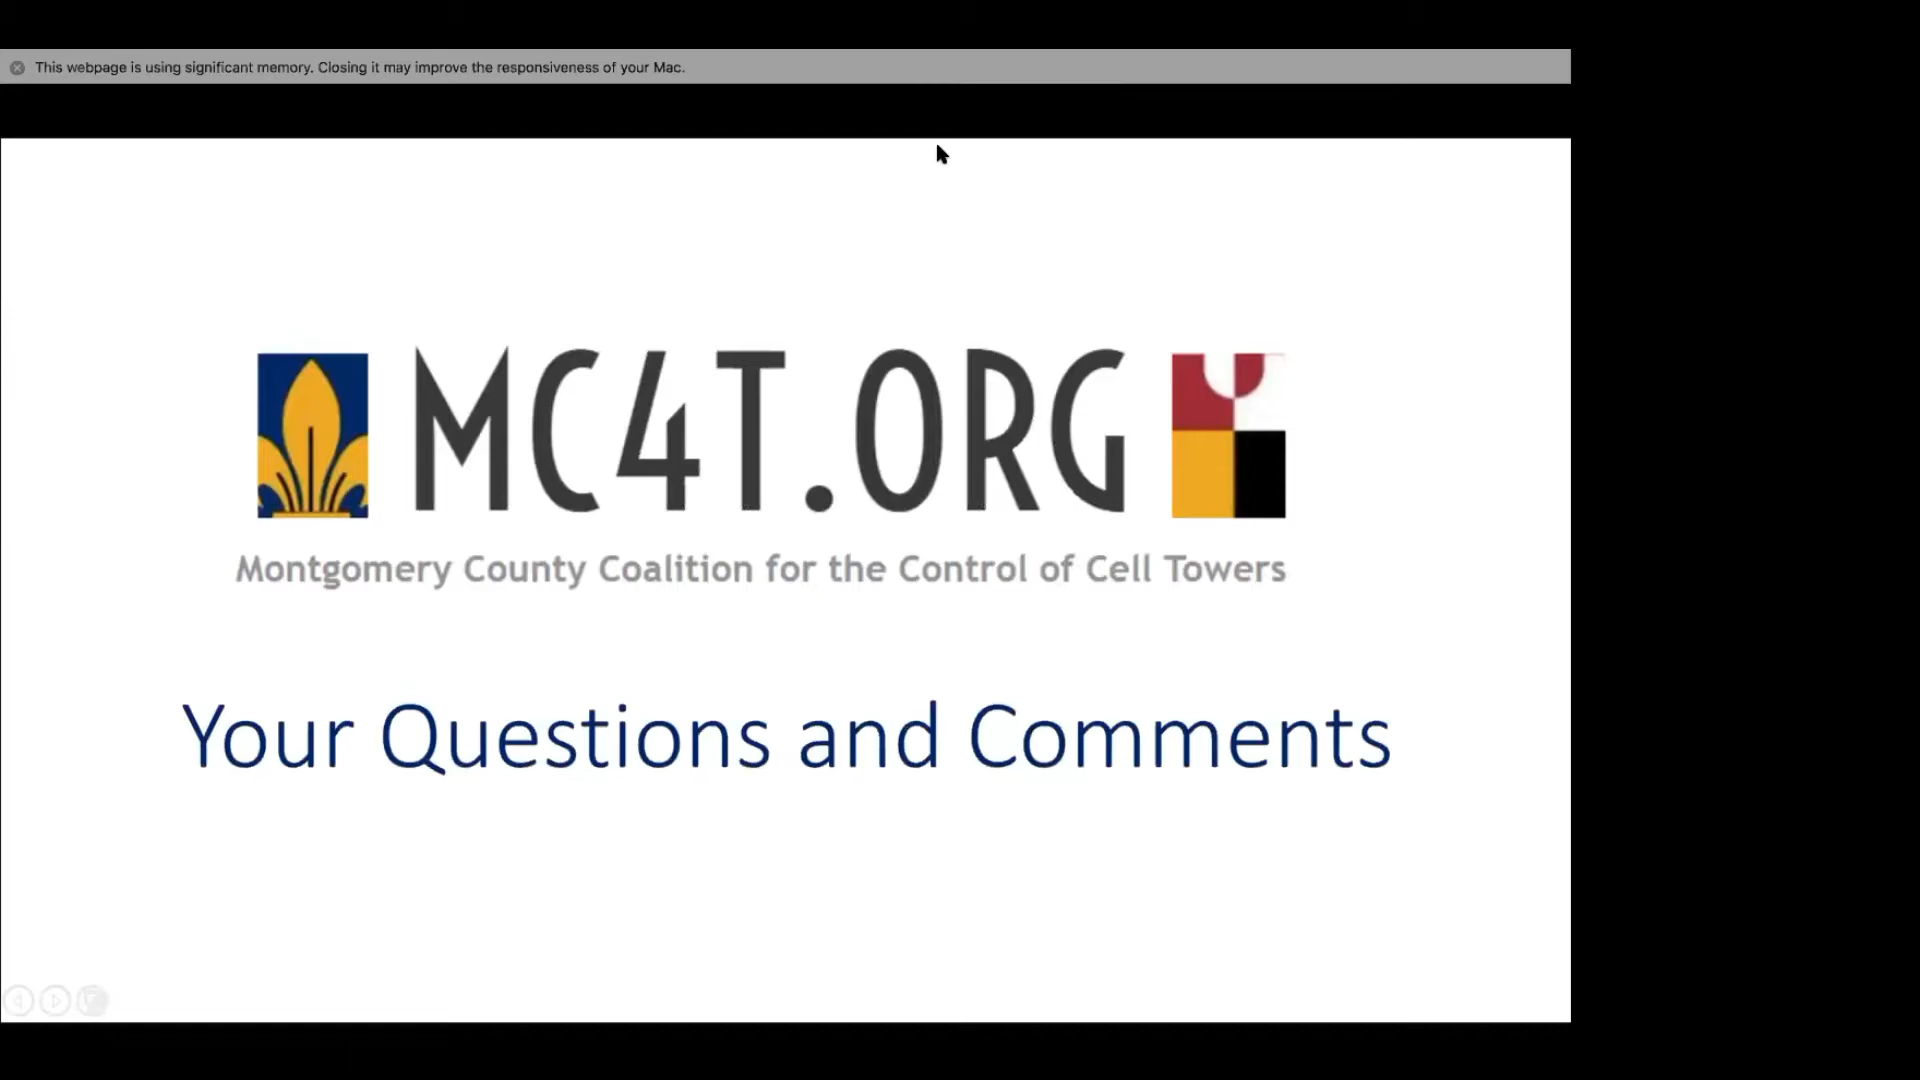 This webpage is using significant memory. Closing it may improve the responsiveness of your Mac.
MC4T.ORG
Montgomery County Coalition for the Control of Cell Towers
Your Questions and Comments